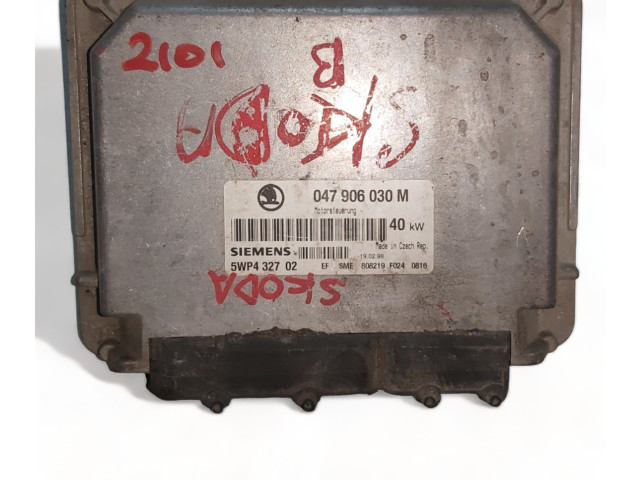 2101
B
SKODA
047 906 030 M
Motorsteuerung
40 kW
SIEMENS
Made in Czech Rep.
19.02.98
5WP4 327 02 EF SME 808219 F024 0816
SKODA